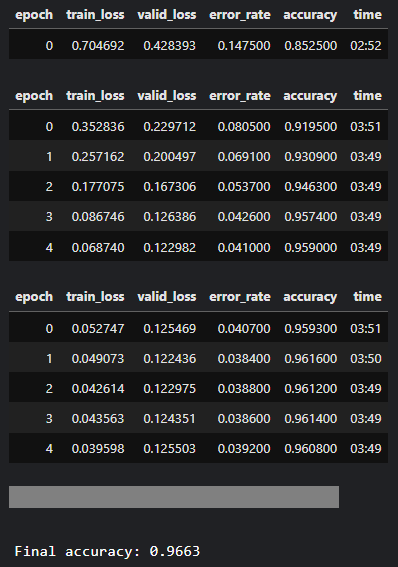 epoch train_loss valid_loss error_rate accuracy time
0 0.704692 0.428393 0.147500 0.852500 02:52
epoch train_loss valid_loss error_rate accuracy time
0 0.352836 0.229712 0.080500 0.919500 03:51
1 0.257162 0.200497 0.069100 0.930900 03:49
2 0.177075 0.167306 0.053700 0.946300 03:49
3 0.086746 0.126386 0.042600 0.957400 03:49
4 0.068740 0.122982 0.041000 0.959000 03:49
epoch train_loss valid_loss error_rate accuracy time
0 0.052747 0.125469 0.040700 0.959300 03:51
1 0.049073 0.122436 0.038400 0.961600 03:50
2 0.042614 0.122975 0.038800 0.961200 03:49
3 0.043563 0.124351 0.038600 0.961400 03:49
4 0.039598 0.125503 0.039200 0.960800 03:49
Final accuracy: 0.9663